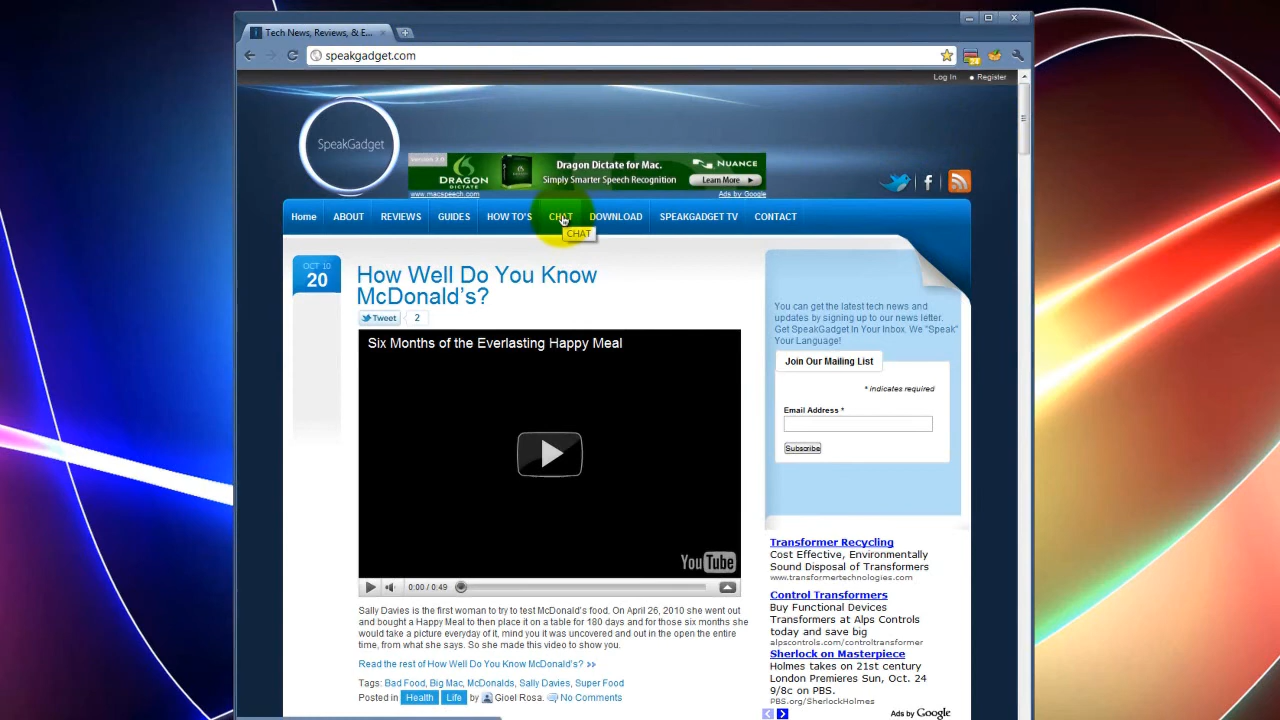 Tech News, Reviews, & E...
speakgadget.com
Log In
Register
SpeakGadget
Version 2.0
DRAGON
DICTATE
www.macspeech.com
Dragon Dictate for Mac.
Simply Smarter Speech Recognition
NUANCE
Learn More
Ads by Google
Home
ABOUT
REVIEWS
GUIDES
HOW TO'S
CHAT
DOWNLOAD
SPEAKGADGET TV
CONTACT
CHAT
OCT 10
20
How Well Do You Know
McDonald's?
Tweet
2
Six Months of the Everlasting Happy Meal
YouTube
0:00 / 0:49
Sally Davies is the first woman to try to test McDonald's food. On April 26, 2010 she went out
and bought a Happy Meal to then place it on a table for 180 days and for those six months she
would take a picture everyday of it, mind you it was uncovered and out in the open the entire
time, from what she says. So she made this video to show you.
Read the rest of How Well Do You Know McDonald's? >>
Tags: Bad Food, Big Mac, McDonalds, Sally Davies, Super Food
Posted in Health Life by Gioel Rosa. No Comments
You can get the latest tech news and
updates by signing up to our news letter.
Get SpeakGadget In Your Inbox. We "Speak"
Your Language!
Join Our Mailing List
* indicates required
Email Address *
Subscribe
Transformer Recycling
Cost Effective, Environmentally
Sound Disposal of Transformers
www.transformertechnologies.com
Control Transformers
Buy Functional Devices
Transformers at Alps Controls
today and save big
alpscontrols.com/controltransformer
Sherlock on Masterpiece
Holmes takes on 21st century
London Premieres Sun, Oct. 24
9/8c on PBS.
PBS.org/SherlockHolmes
Ads by Google